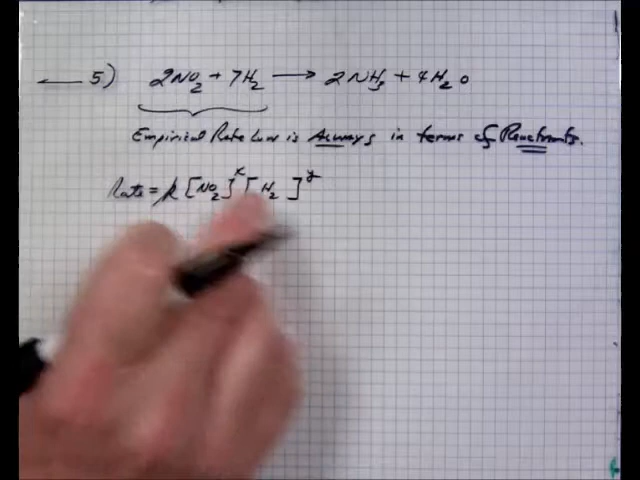 5) 2NO₂ + 7H₂ → 2NH₃ + 4H₂O
Empirical Rate Law is Always in terms of Reactants.
Rate = k [NO₂]ˣ [H₂]ʸ